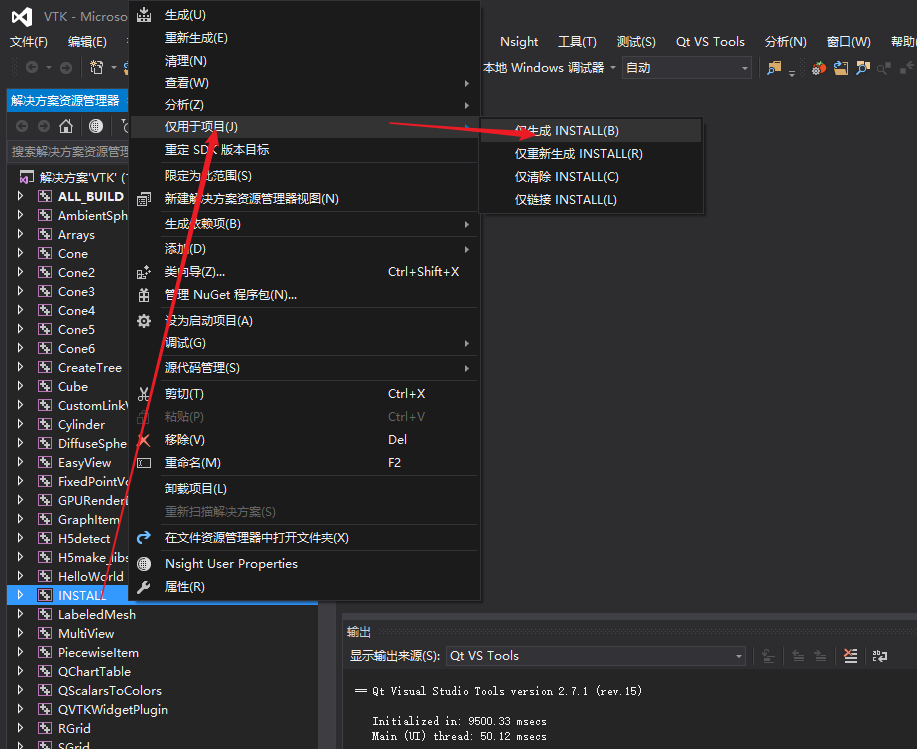 VTK - Microso
文件(F) 编辑(E)
Nsight 工具(T) 测试(S) Qt VS Tools 分析(N) 窗口(W) 帮助
本地 Windows 调试器 自动
解决方案资源管理器
搜索解决方案资源管理
解决方案'VTK' (
ALL_BUILD
AmbientSph
Arrays
Cone
Cone2
Cone3
Cone4
Cone5
Cone6
CreateTree
Cube
CustomLinkV
Cylinder
DiffuseSphe
EasyView
FixedPointVo
GPURender
GraphItem
H5detect
H5make_libs
HelloWorld
INSTALL
LabeledMesh
MultiView
PiecewiseItem
QChartTable
QScalarsToColors
QVTKWidgetPlugin
RGrid
SGrid
生成(U)
重新生成(E)
清理(N)
查看(W)
分析(Z)
仅用于项目(J)
重定 SDK 版本目标
限定为此范围(S)
新建解决方案资源管理器视图(N)
生成依赖项(B)
添加(D)
类向导(Z)... Ctrl+Shift+X
管理 NuGet 程序包(N)...
设为启动项目(A)
调试(G)
源代码管理(S)
剪切(T) Ctrl+X
粘贴(P) Ctrl+V
移除(V) Del
重命名(M) F2
卸载项目(L)
重新扫描解决方案(S)
在文件资源管理器中打开文件夹(X)
Nsight User Properties
属性(R)
仅生成 INSTALL(B)
仅重新生成 INSTALL(R)
仅清除 INSTALL(C)
仅链接 INSTALL(L)
输出
显示输出来源(S): Qt VS Tools
== Qt Visual Studio Tools version 2.7.1 (rev.15)
Initialized in: 9500.33 msecs
Main (UI) thread: 50.12 msecs